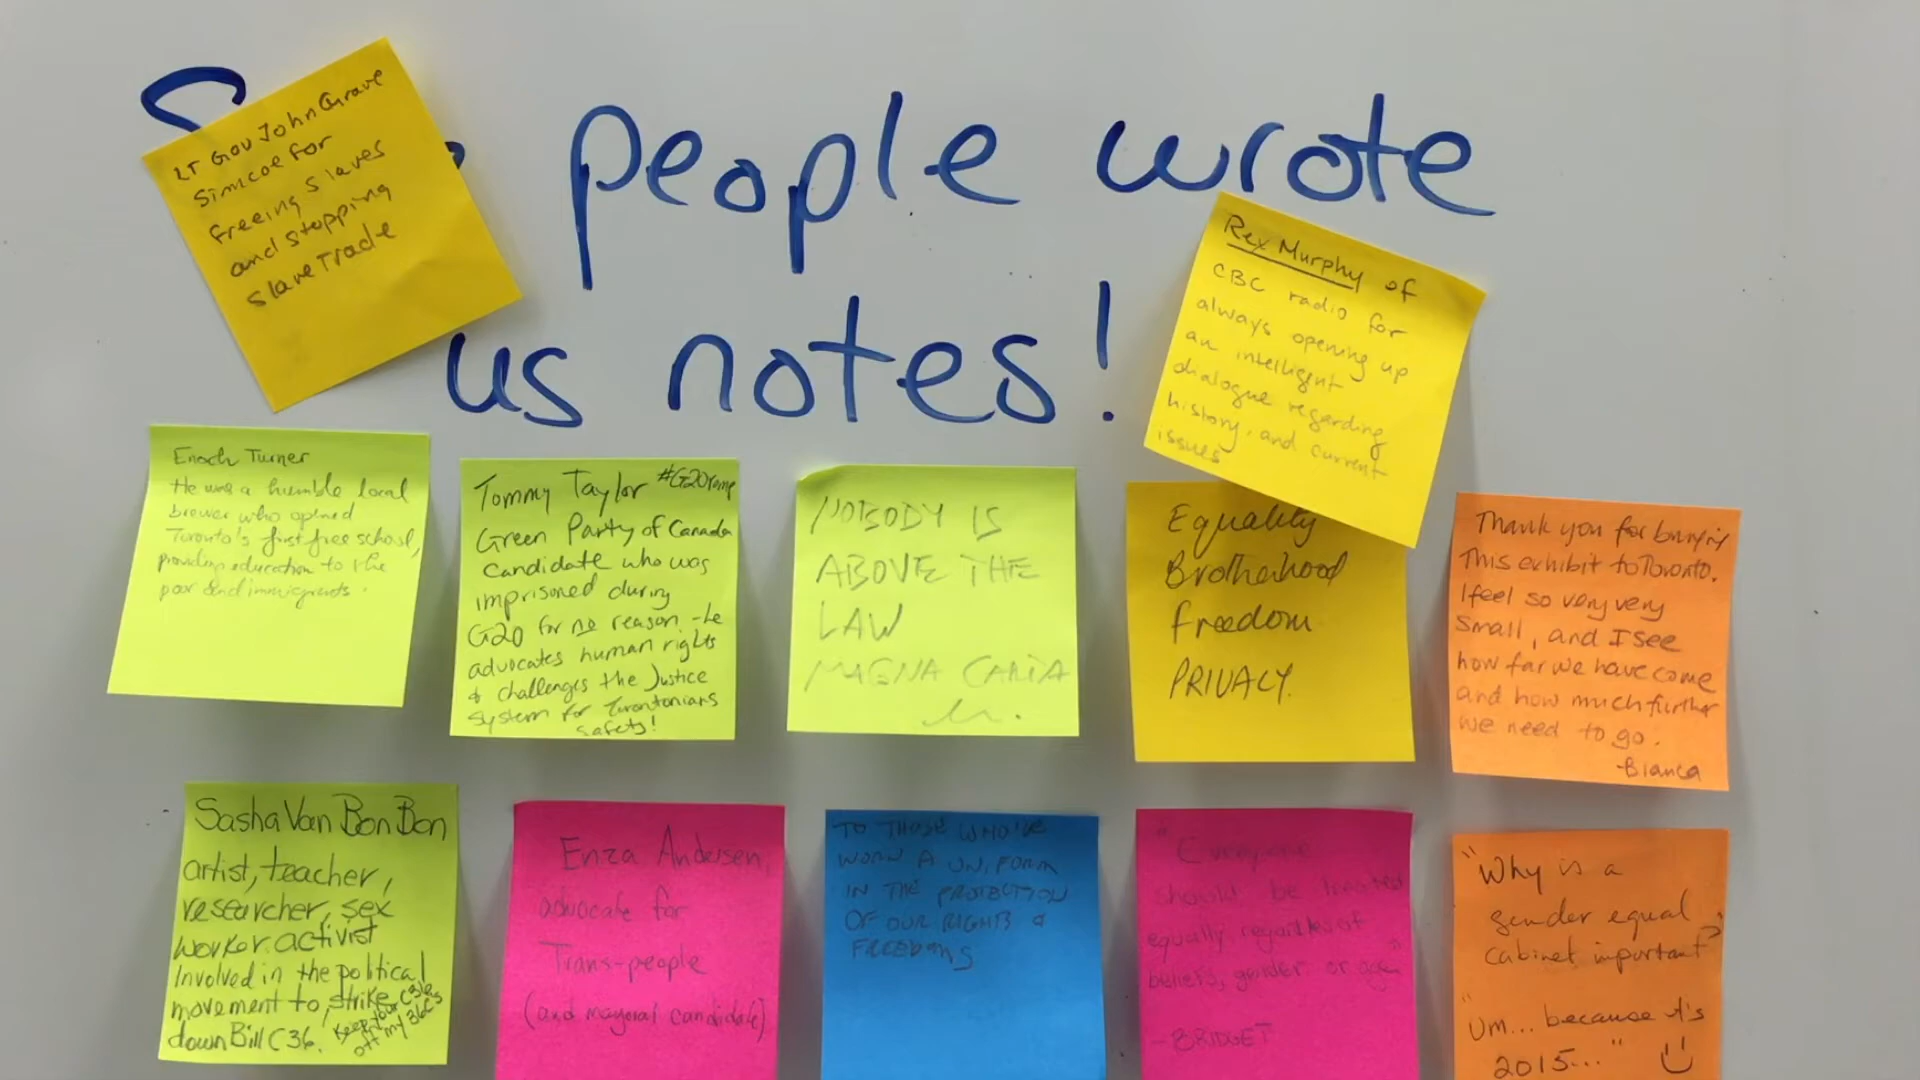 people wrote
us notes!
LT Gov John Grave
Simcoe for
freeing slaves
and stopping
slave Trade
Rex Murphy of
CBC radio for
always opening up
an intelligent
dialogue regarding
history, and current
issues
Enoch Turner
He was a humble local
brewer who opened
Toronto's first free school,
providing education to the
poor and immigrants.
Tommy Taylor #G20romp
Green Party of Canada
Candidate who was
imprisoned during
G20 for no reason - he
advocates human rights
& challenges the Justice
System for Torontonians
safety!
NOBODY IS
ABOVE THE
LAW
MAGNA CARTA
Equality
Brotherhood
freedom
PRIVACY.
Thank you for bringing
This exhibit to Toronto.
I feel so very very
small, and I see
how far we have come
and how much further
we need to go.
-Bianca
Sasha Van Bon Bon
artist, teacher,
researcher, sex
worker activist
Involved in the political
movement to strike
down Bill C36.
Keep your C36
off my 36C's
Enza Andersen,
advocate for
Trans-people
(and mayoral candidate)
TO THOSE WHO'VE
WORN A UNIFORM
IN THE PROTECTION
OF OUR RIGHTS &
FREEDOMS
"Everyone
should be treated
equally, regardless of
beliefs, gender or age"
-BRIDGET
"Why is a
gender equal
cabinet important?"
"Um... because it's
2015..."